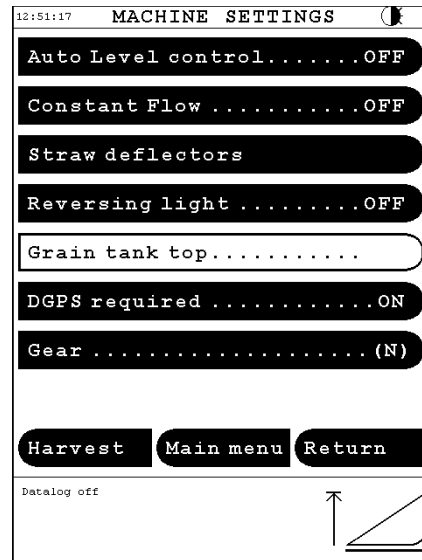 12:51:17 MACHINE SETTINGS
Auto Level control.......OFF
Constant Flow ...........OFF
Straw deflectors
Reversing light .........OFF
Grain tank top...........
DGPS required ............ON
Gear ....................(N)
Harvest Main menu Return
Datalog off